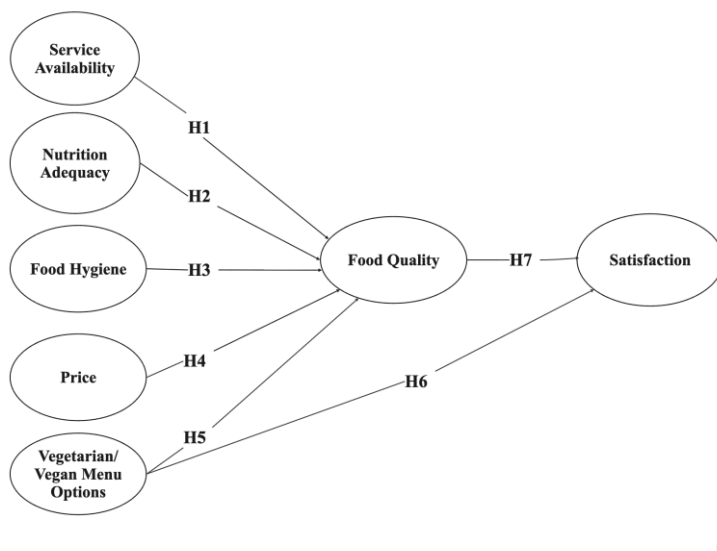 Service
Availability
H1
Nutrition
Adequacy
H2
Food Hygiene
H3
Food Quality
H7
Satisfaction
Price
H4
H6
H5
Vegetarian/
Vegan Menu
Options